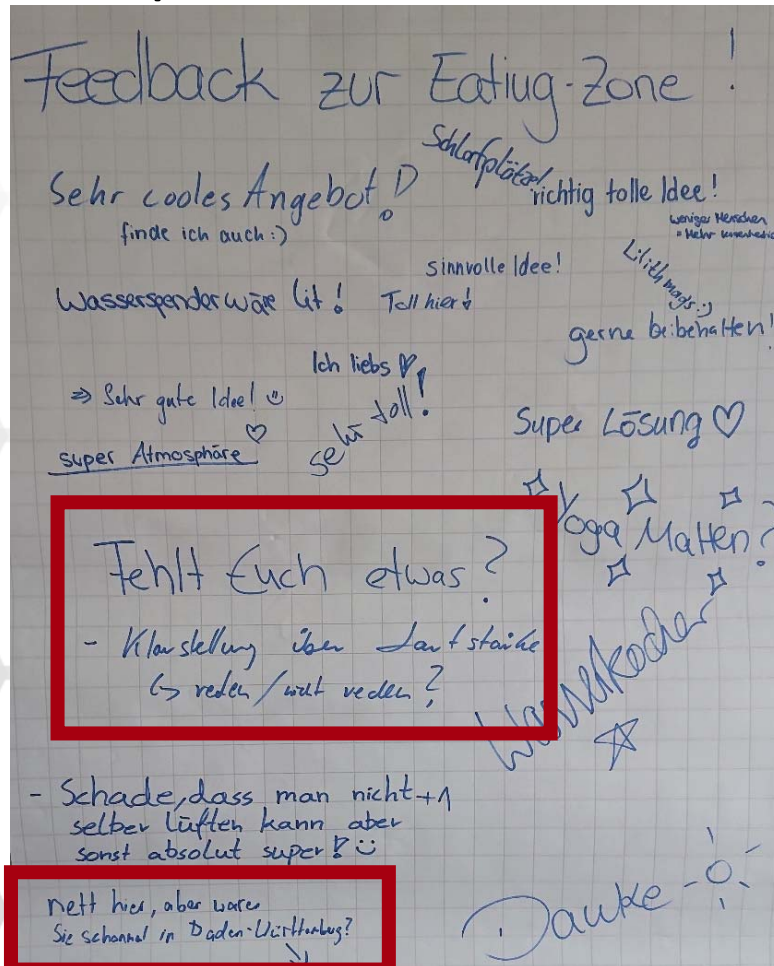 Feedback zur Eating-Zone!
Schlafplätze!
Sehr cooles Angebot!
richtig tolle Idee!
finde ich auch :)
weniger Menschen
= Mehr
sinnvolle Idee!
Lilith mags :)
Wasserspender wäre lit!
Toll hier!
gerne beibehalten!
Ich liebs ♡!
⇒ Sehr gute Idee! ☺
sehr toll!
Super Lösung ♡
super Atmosphäre ♡
Yoga Matten?
Fehlt Euch etwas?
- Klarstellung über Lautstärke
↳ reden / nicht reden?
Wasserkocher
- Schade, dass man nicht +1
selber lüften kann aber
sonst absolut super! ☺
nett hier, aber waren
Sie schonmal in Baden-Württemberg?
Danke